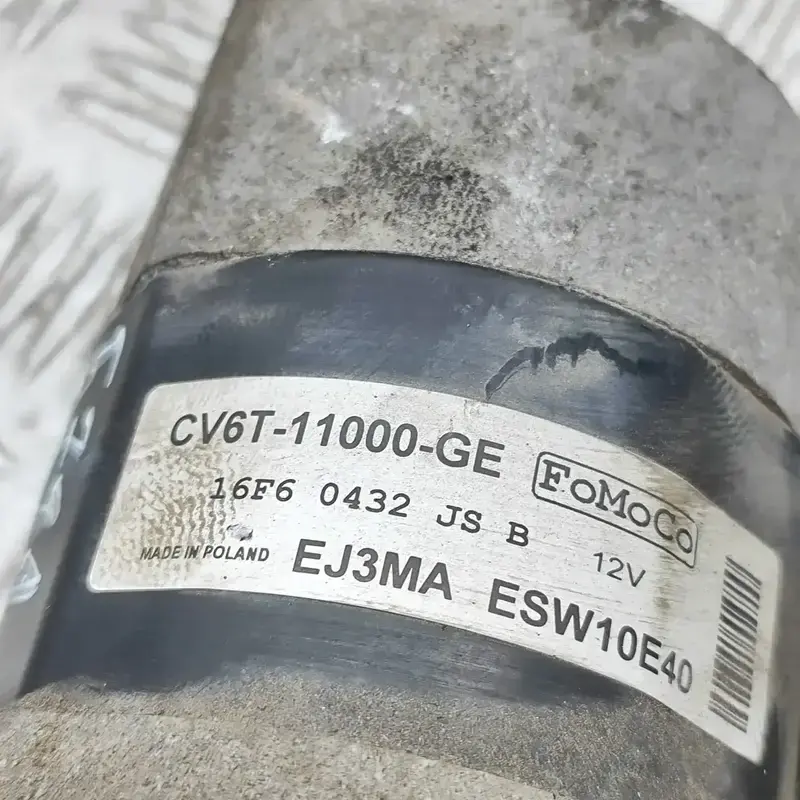 CV6T-11000-GE FoMoCo
16F6 0432 JS B 12V
MADE IN POLAND EJ3MA ESW10E40